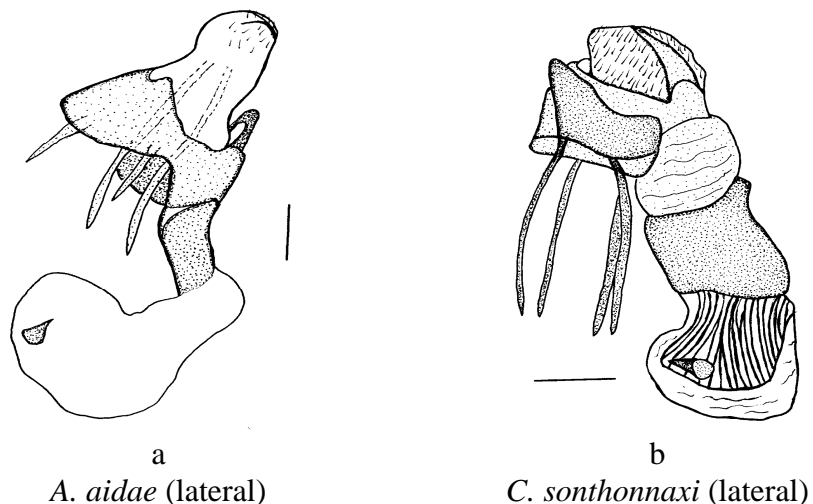 a
b
A. aidae (lateral)
C. sonthonnaxi (lateral)